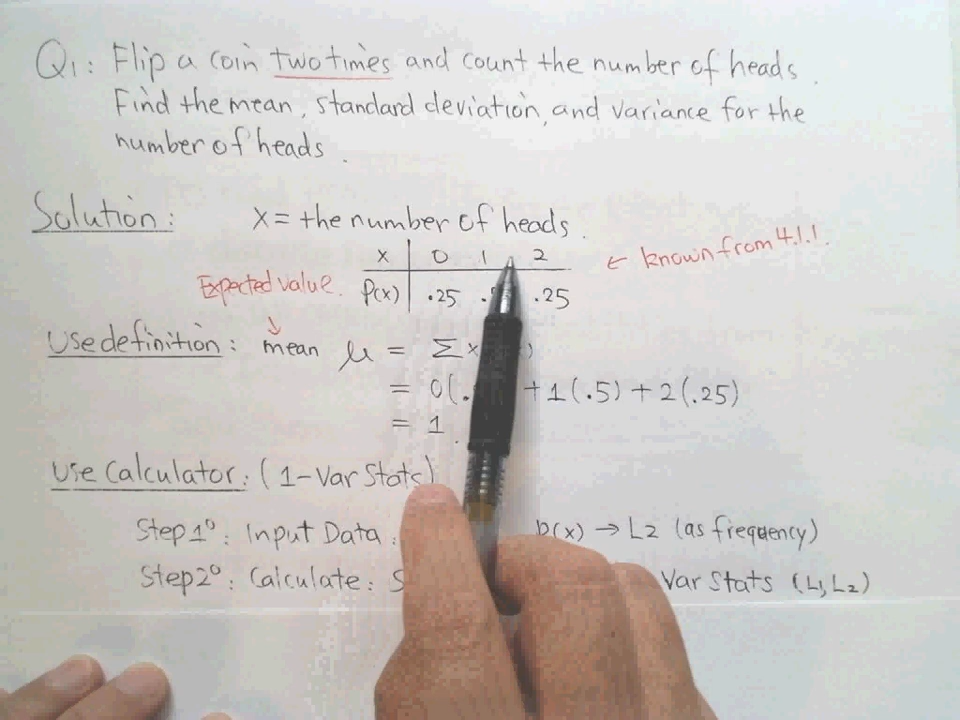 Q1: Flip a coin two times and count the number of heads.
Find the mean, standard deviation, and variance for the
number of heads.
Solution: X = the number of heads.
x 0 1 2 ← known from 4.1.1.
Expected value. P(x) .25 . .25
Use definition: mean μ = Σx )
= 0(. + 1(.5) + 2(.25)
= 1.
Use Calculator: (1-Var Stats)
Step 1°: Input Data: P(x) → L2 (as frequency)
Step 2°: Calculate: S Var Stats (L1, L2)